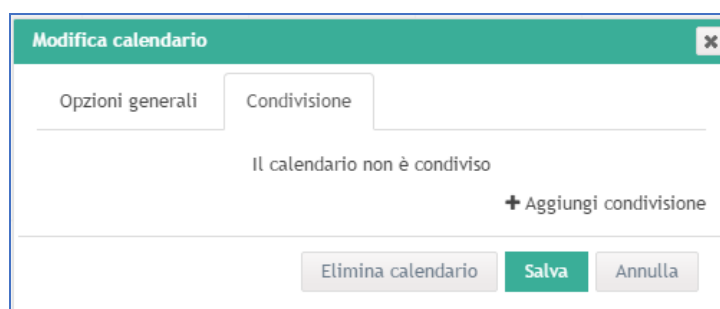 Modifica calendario
Opzioni generali Condivisione
Il calendario non è condiviso
+ Aggiungi condivisione
Elimina calendario Salva Annulla